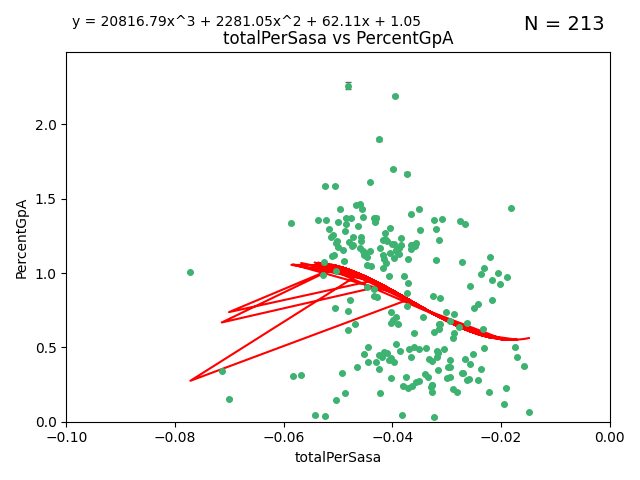 y = 20816.79x^3 + 2281.05x^2 + 62.11x + 1.05
N = 213
totalPerSasa vs PercentGpA
PercentGpA
2.0
1.5
1.0
0.5
0.0
−0.10 −0.08 −0.06 −0.04 −0.02 0.00
totalPerSasa